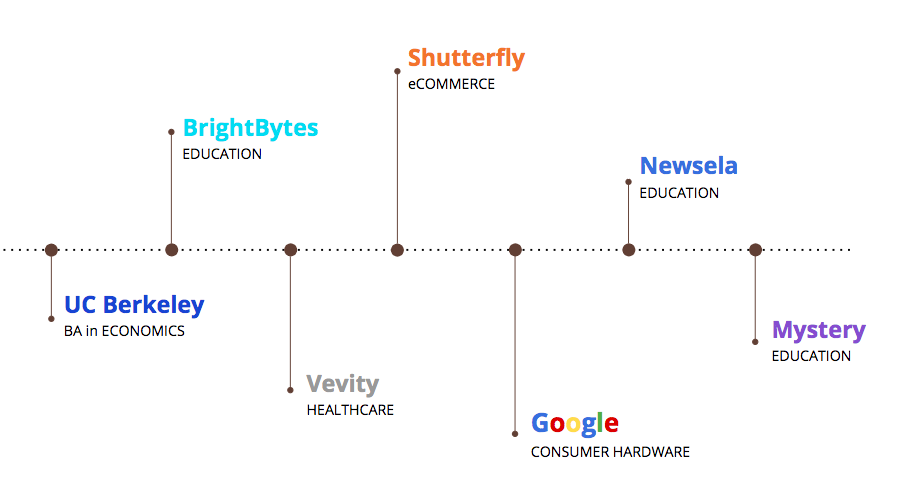 Shutterfly
eCOMMERCE
BrightBytes
EDUCATION
Newsela
EDUCATION
UC Berkeley
BA in ECONOMICS
Mystery
EDUCATION
Vevity
HEALTHCARE
Google
CONSUMER HARDWARE